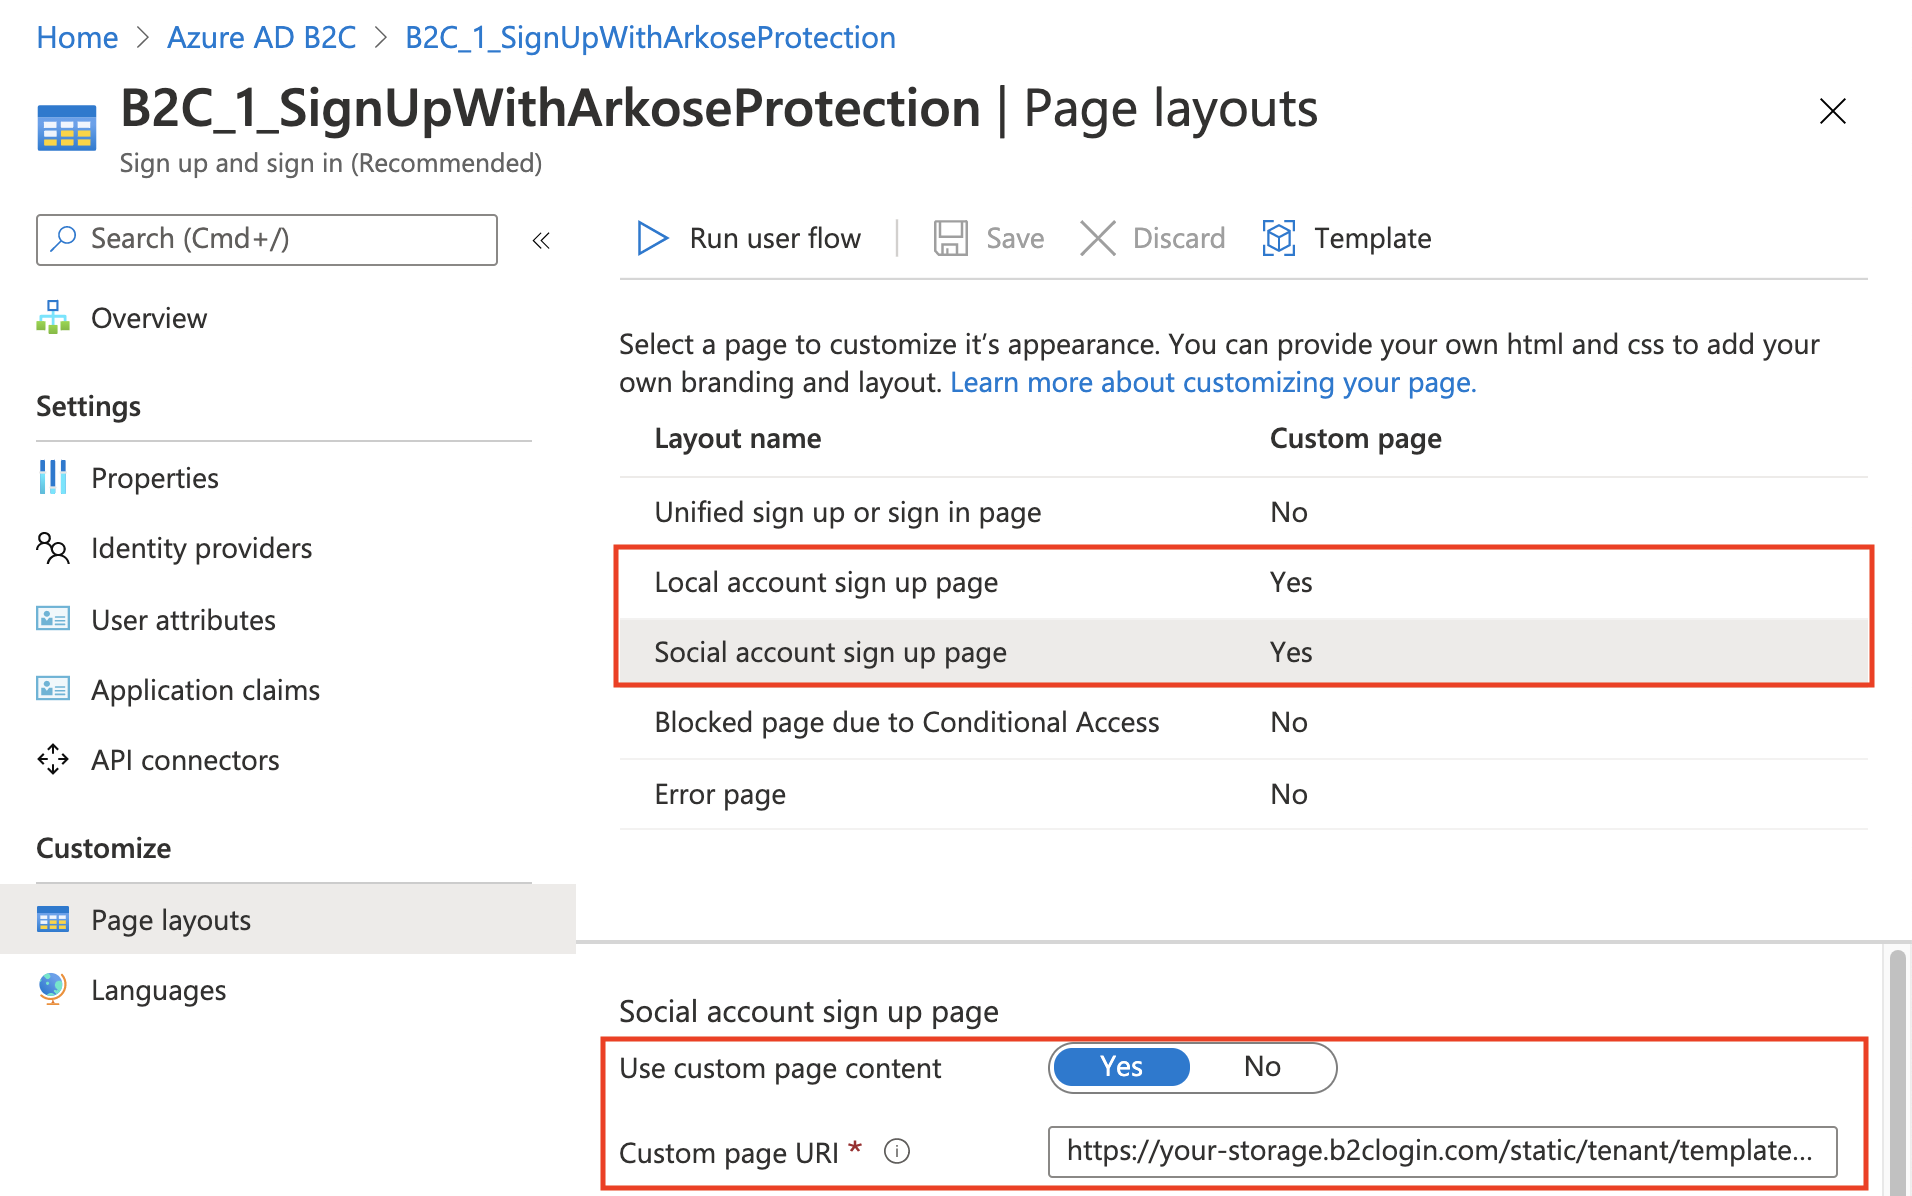 Home > Azure AD B2C > B2C_1_SignUpWithArkoseProtection
B2C_1_SignUpWithArkoseProtection | Page layouts
Sign up and sign in (Recommended)
Search (Cmd+/)
«
Overview
Settings
Properties
Identity providers
User attributes
Application claims
API connectors
Customize
Page layouts
Languages
Run user flow
Save
Discard
Template
Select a page to customize it’s appearance. You can provide your own html and css to add your
own branding and layout. Learn more about customizing your page.
Layout name Custom page
Unified sign up or sign in page No
Local account sign up page Yes
Social account sign up page Yes
Blocked page due to Conditional Access No
Error page No
Social account sign up page
Use custom page content Yes No
Custom page URI * https://your-storage.b2clogin.com/static/tenant/template...